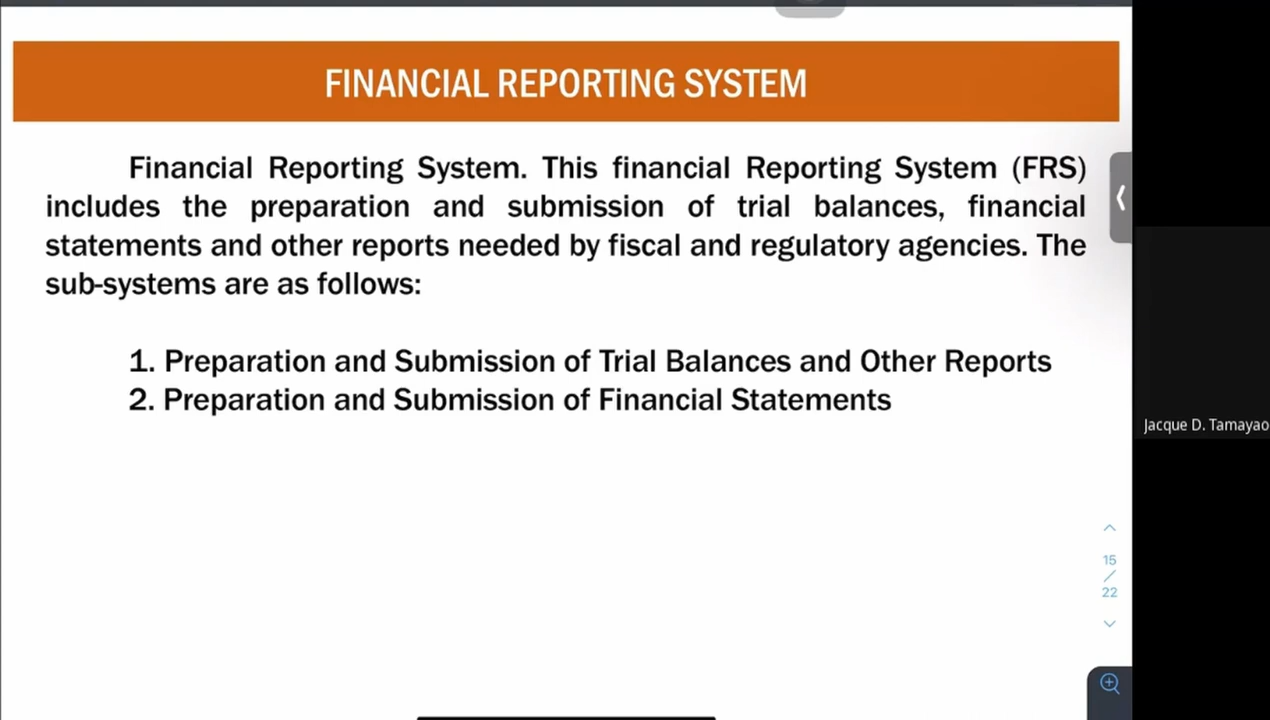 FINANCIAL REPORTING SYSTEM
Financial Reporting System. This financial Reporting System (FRS)
includes the preparation and submission of trial balances, financial
statements and other reports needed by fiscal and regulatory agencies. The
sub-systems are as follows:
1. Preparation and Submission of Trial Balances and Other Reports
2. Preparation and Submission of Financial Statements
Jacque D. Tamayao
15
/
22